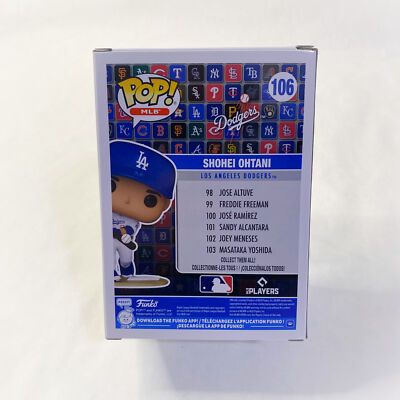 POP!
MLB
106
Dodgers
LA
SHOHEI OHTANI
LOS ANGELES DODGERS
98 JOSE ALTUVE
99 FREDDIE FREEMAN
100 JOSÉ RAMÍREZ
101 SANDY ALCANTARA
102 JOEY MENESES
103 MASATAKA YOSHIDA
COLLECT THEM ALL!
COLLECTIONNE-LES TOUS ! / ¡COLECCIÓNALOS TODOS!
PLAYERS
Funko
DOWNLOAD THE FUNKO APP! / TÉLÉCHARGEZ L'APPLICATION FUNKO !
¡DESCARGUE LA APP DE FUNKO!